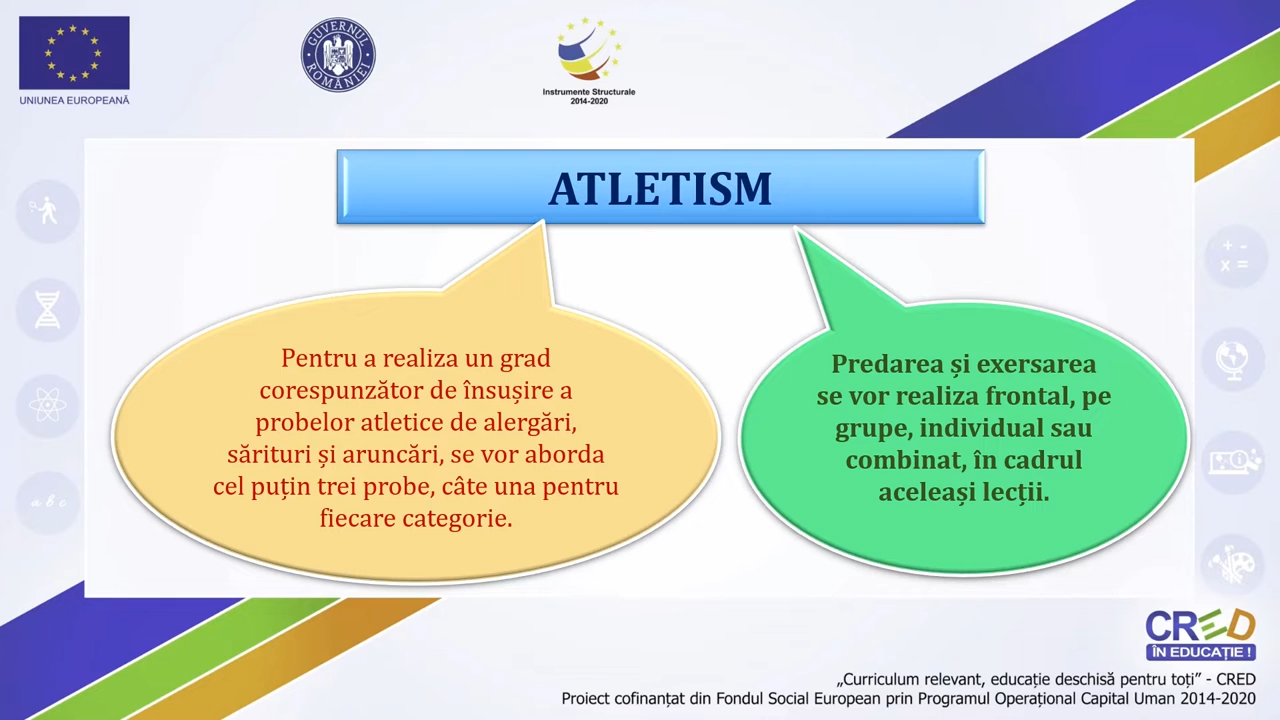 UNIUNEA EUROPEANĂ
GUVERNUL ROMÂNIEI
Instrumente Structurale
2014-2020
ATLETISM
Pentru a realiza un grad
corespunzător de însușire a
probelor atletice de alergări,
sărituri și aruncări, se vor aborda
cel puțin trei probe, câte una pentru
fiecare categorie.
Predarea și exersarea
se vor realiza frontal, pe
grupe, individual sau
combinat, în cadrul
aceleași lecții.
+ -
x =
a b c
CRED
ÎN EDUCAȚIE !
„Curriculum relevant, educație deschisă pentru toți” - CRED
Proiect cofinanțat din Fondul Social European prin Programul Operațional Capital Uman 2014-2020